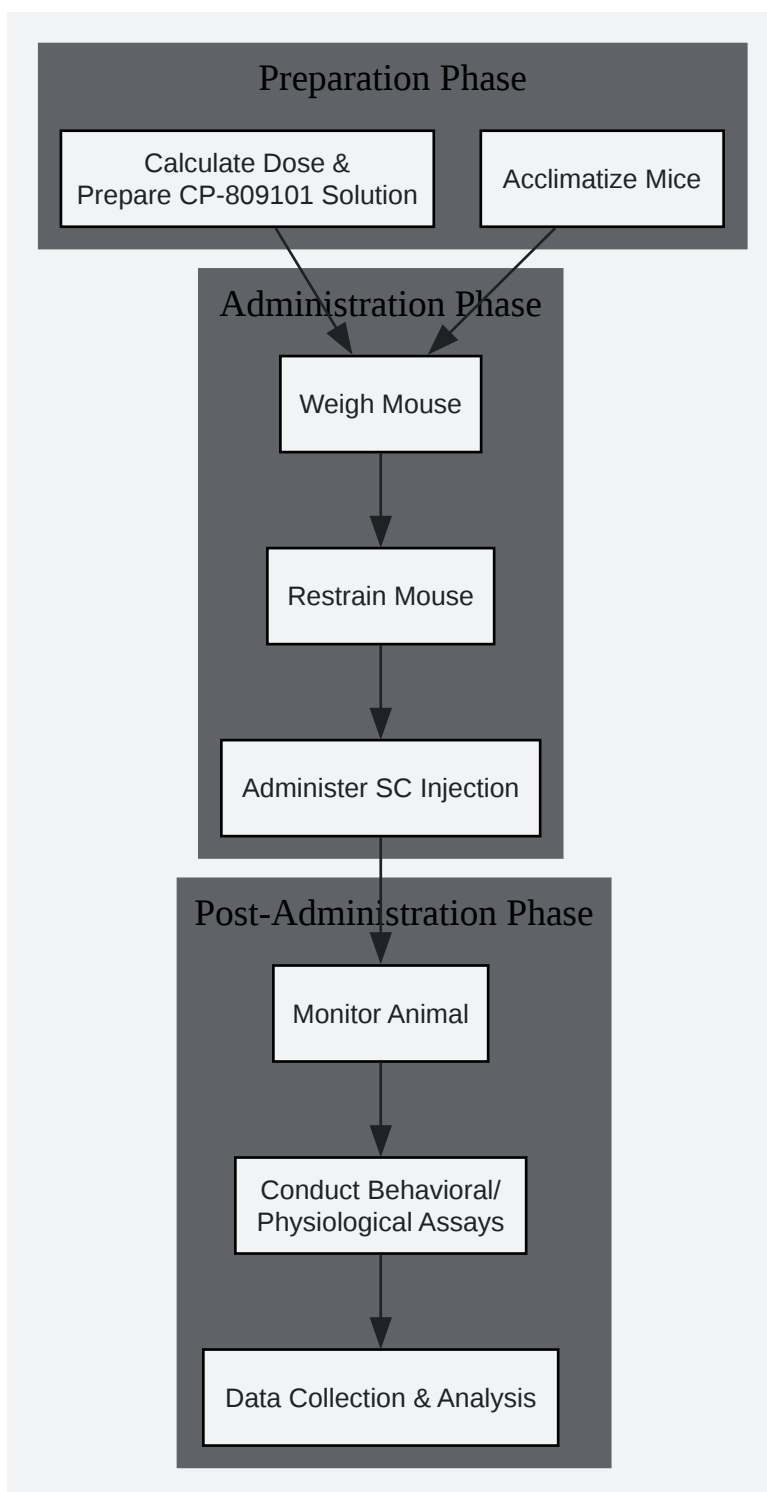 Preparation Phase
Calculate Dose &
Prepare CP-809101 Solution
Acclimatize Mice
Administration Phase
Weigh Mouse
Restrain Mouse
Administer SC Injection
Post-Administration Phase
Monitor Animal
Conduct Behavioral/
Physiological Assays
Data Collection & Analysis